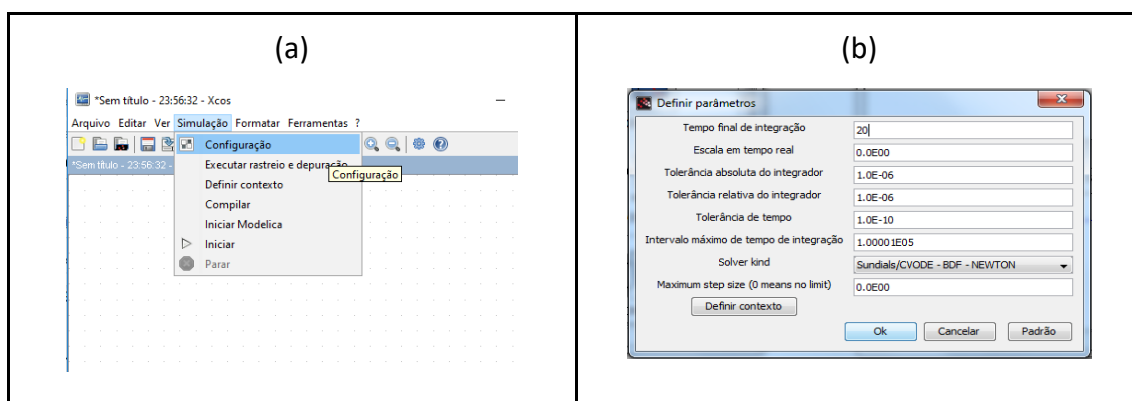 (a)
*Sem título - 23:56:32 - Xcos
Arquivo Editar Ver Simulação Formatar Ferramentas ?
*Sem título - 23:56:32 -
Configuração
Executar rastreio e depuração
Configuração
Definir contexto
Compilar
Iniciar Modelica
Iniciar
Parar
(b)
Definir parâmetros
Tempo final de integração 20
Escala em tempo real 0.0E00
Tolerância absoluta do integrador 1.0E-06
Tolerância relativa do integrador 1.0E-06
Tolerância de tempo 1.0E-10
Intervalo máximo de tempo de integração 1.00001E05
Solver kind Sundials/CVODE - BDF - NEWTON
Maximum step size (0 means no limit) 0.0E00
Definir contexto
Ok Cancelar Padrão